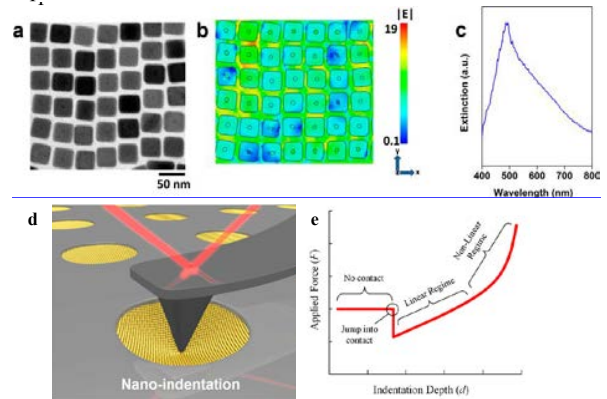 a
50 nm
b
|E|
19
0.1
y
x
c
Extinction (a.u.)
400 500 600 700 800
Wavelength (nm)
d
Nano-indentation
e
Applied Force (F)
No contact
Jump into
contact
Linear Regime
Non-Linear
Regime
Indentation Depth (d)